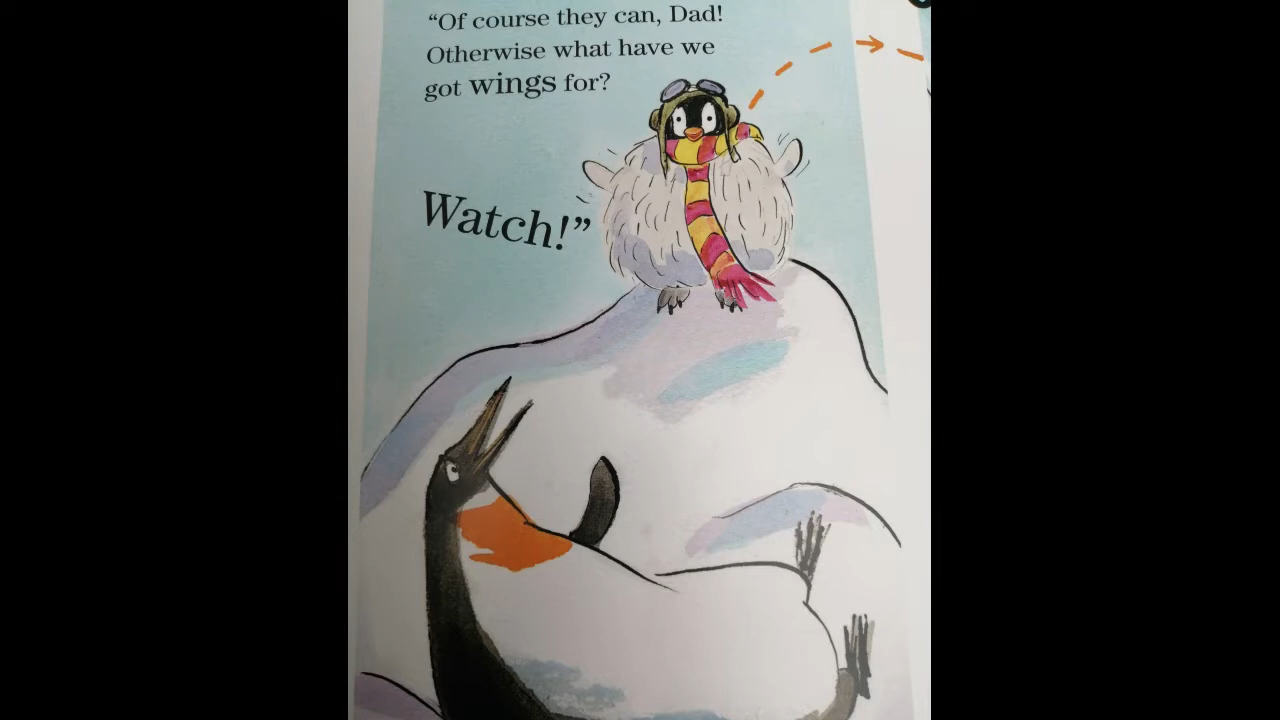 “Of course they can, Dad!
Otherwise what have we
got wings for?
Watch!”